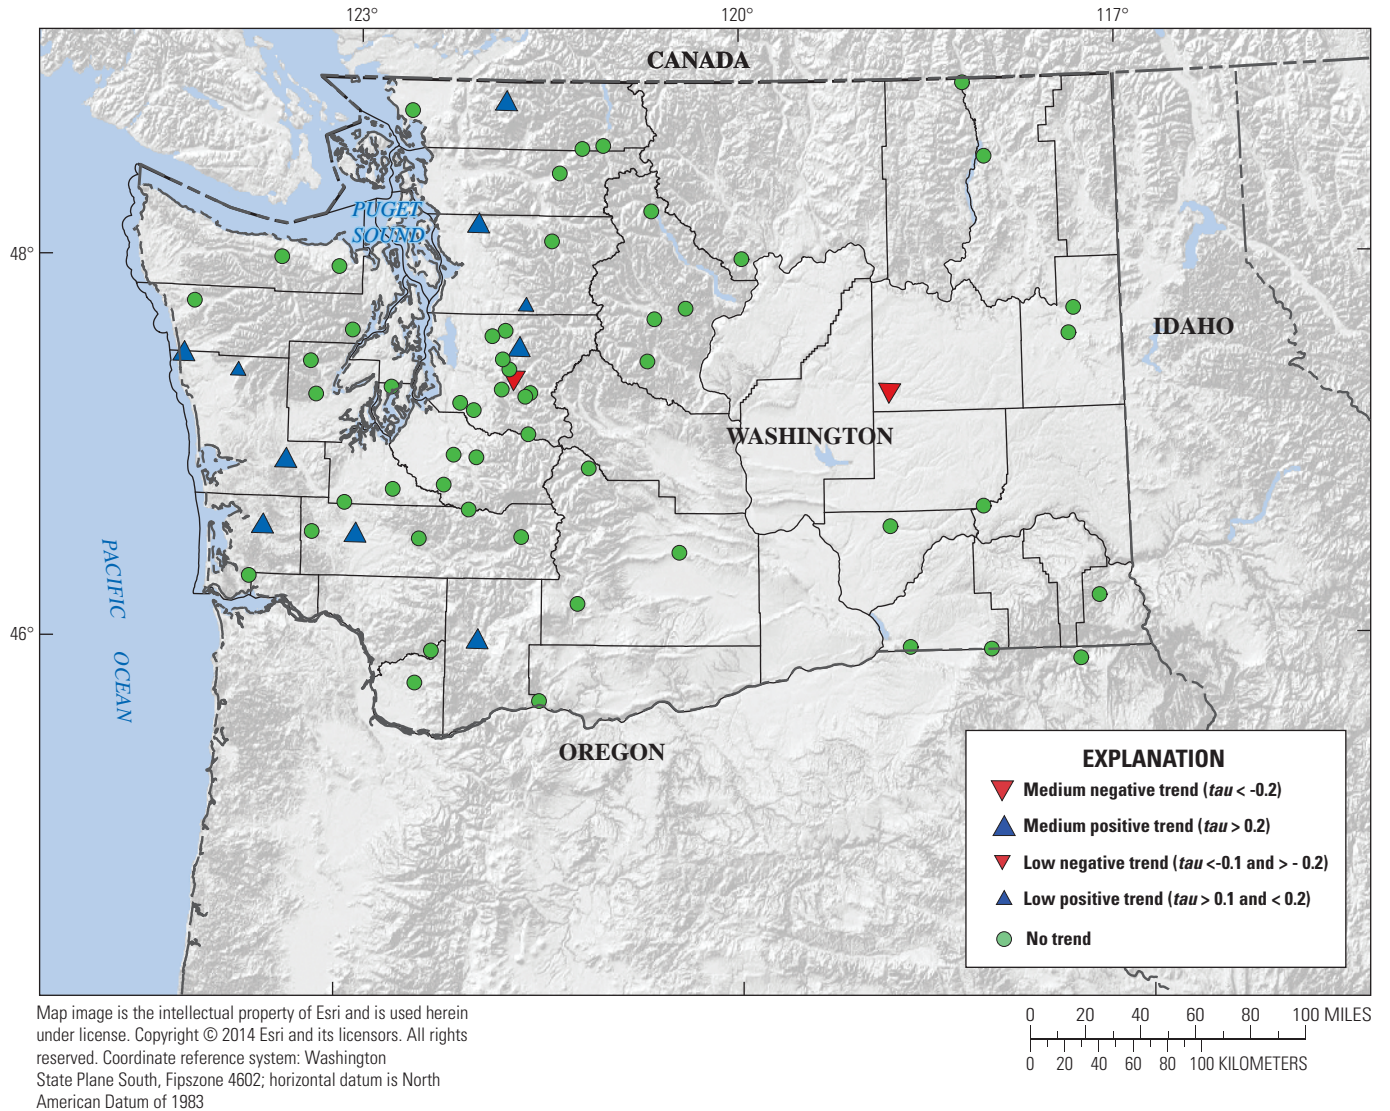 123°
120°
117°
CANADA
PUGET
SOUND
48°
IDAHO
WASHINGTON
PACIFIC OCEAN
46°
OREGON
EXPLANATION
Medium negative trend (tau < -0.2)
Medium positive trend (tau > 0.2)
Low negative trend (tau <-0.1 and > - 0.2)
Low positive trend (tau > 0.1 and < 0.2)
No trend
Map image is the intellectual property of Esri and is used herein
under license. Copyright © 2014 Esri and its licensors. All rights
reserved. Coordinate reference system: Washington
State Plane South, Fipszone 4602; horizontal datum is North
American Datum of 1983
0 20 40 60 80 100 MILES
0 20 40 60 80 100 KILOMETERS